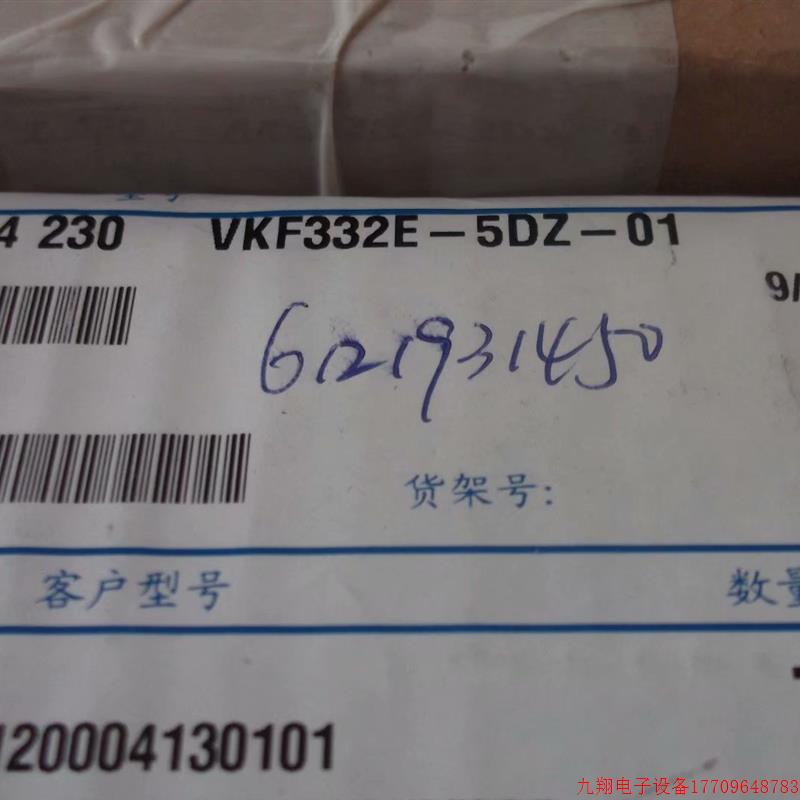 4 230 VKF332E-5DZ-01
9/
6121931450
货架号:
客户型号 数量
120004130101
九翔电子设备17709648783